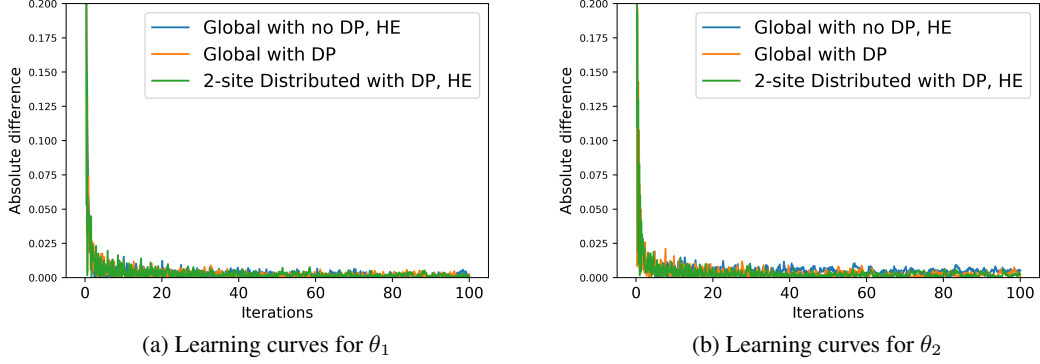 0.200
0.175
0.150
0.125
0.100
0.075
0.050
0.025
0.000
Absolute difference
Global with no DP, HE
Global with DP
2-site Distributed with DP, HE
0 20 40 60 80 100
Iterations
(a) Learning curves for θ₁
0.200
0.175
0.150
0.125
0.100
0.075
0.050
0.025
0.000
Absolute difference
Global with no DP, HE
Global with DP
2-site Distributed with DP, HE
0 20 40 60 80 100
Iterations
(b) Learning curves for θ₂